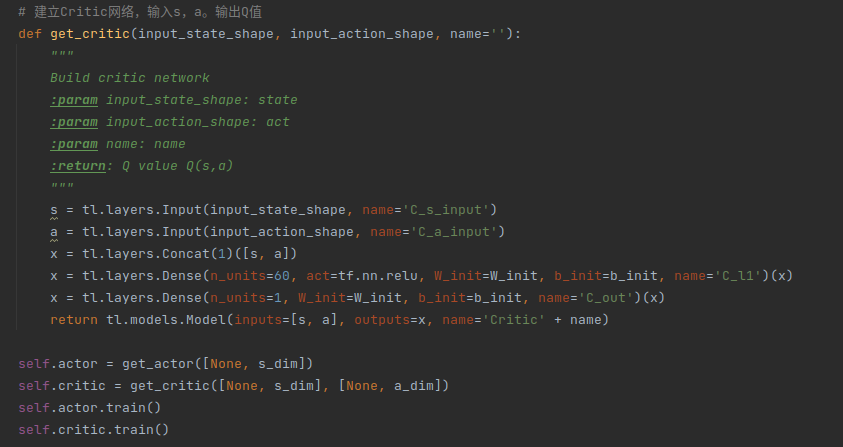 # 建立Critic网络，输入s，a。输出Q值
def get_critic(input_state_shape, input_action_shape, name=''):
    """
    Build critic network
    :param input_state_shape: state
    :param input_action_shape: act
    :param name: name
    :return: Q value Q(s,a)
    """
    s = tl.layers.Input(input_state_shape, name='C_s_input')
    a = tl.layers.Input(input_action_shape, name='C_a_input')
    x = tl.layers.Concat(1)([s, a])
    x = tl.layers.Dense(n_units=60, act=tf.nn.relu, W_init=W_init, b_init=b_init, name='C_l1')(x)
    x = tl.layers.Dense(n_units=1, W_init=W_init, b_init=b_init, name='C_out')(x)
    return tl.models.Model(inputs=[s, a], outputs=x, name='Critic' + name)

self.actor = get_actor([None, s_dim])
self.critic = get_critic([None, s_dim], [None, a_dim])
self.actor.train()
self.critic.train()